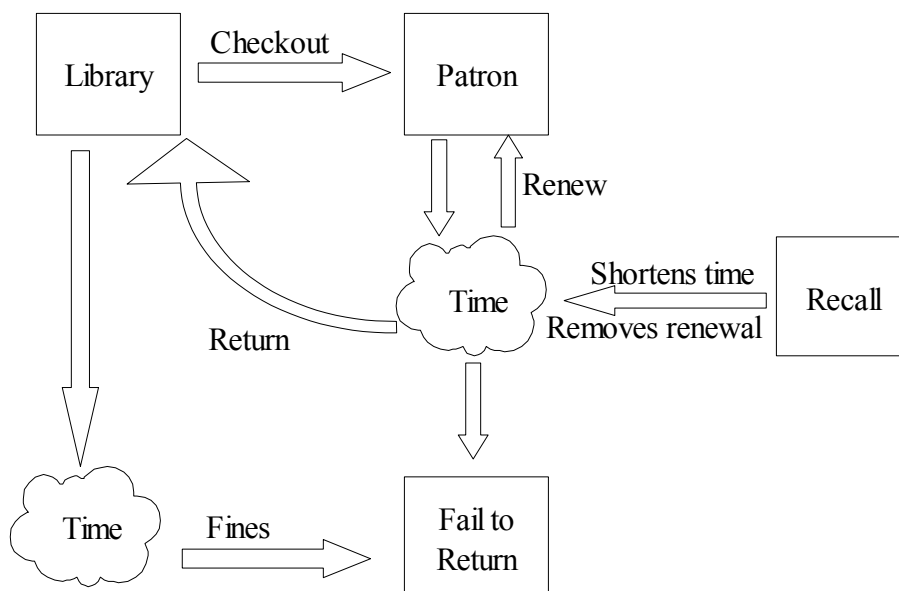 Checkout
Library
Patron
Renew
Shortens time
Time
Recall
Removes renewal
Return
Time
Fines
Fail to
Return